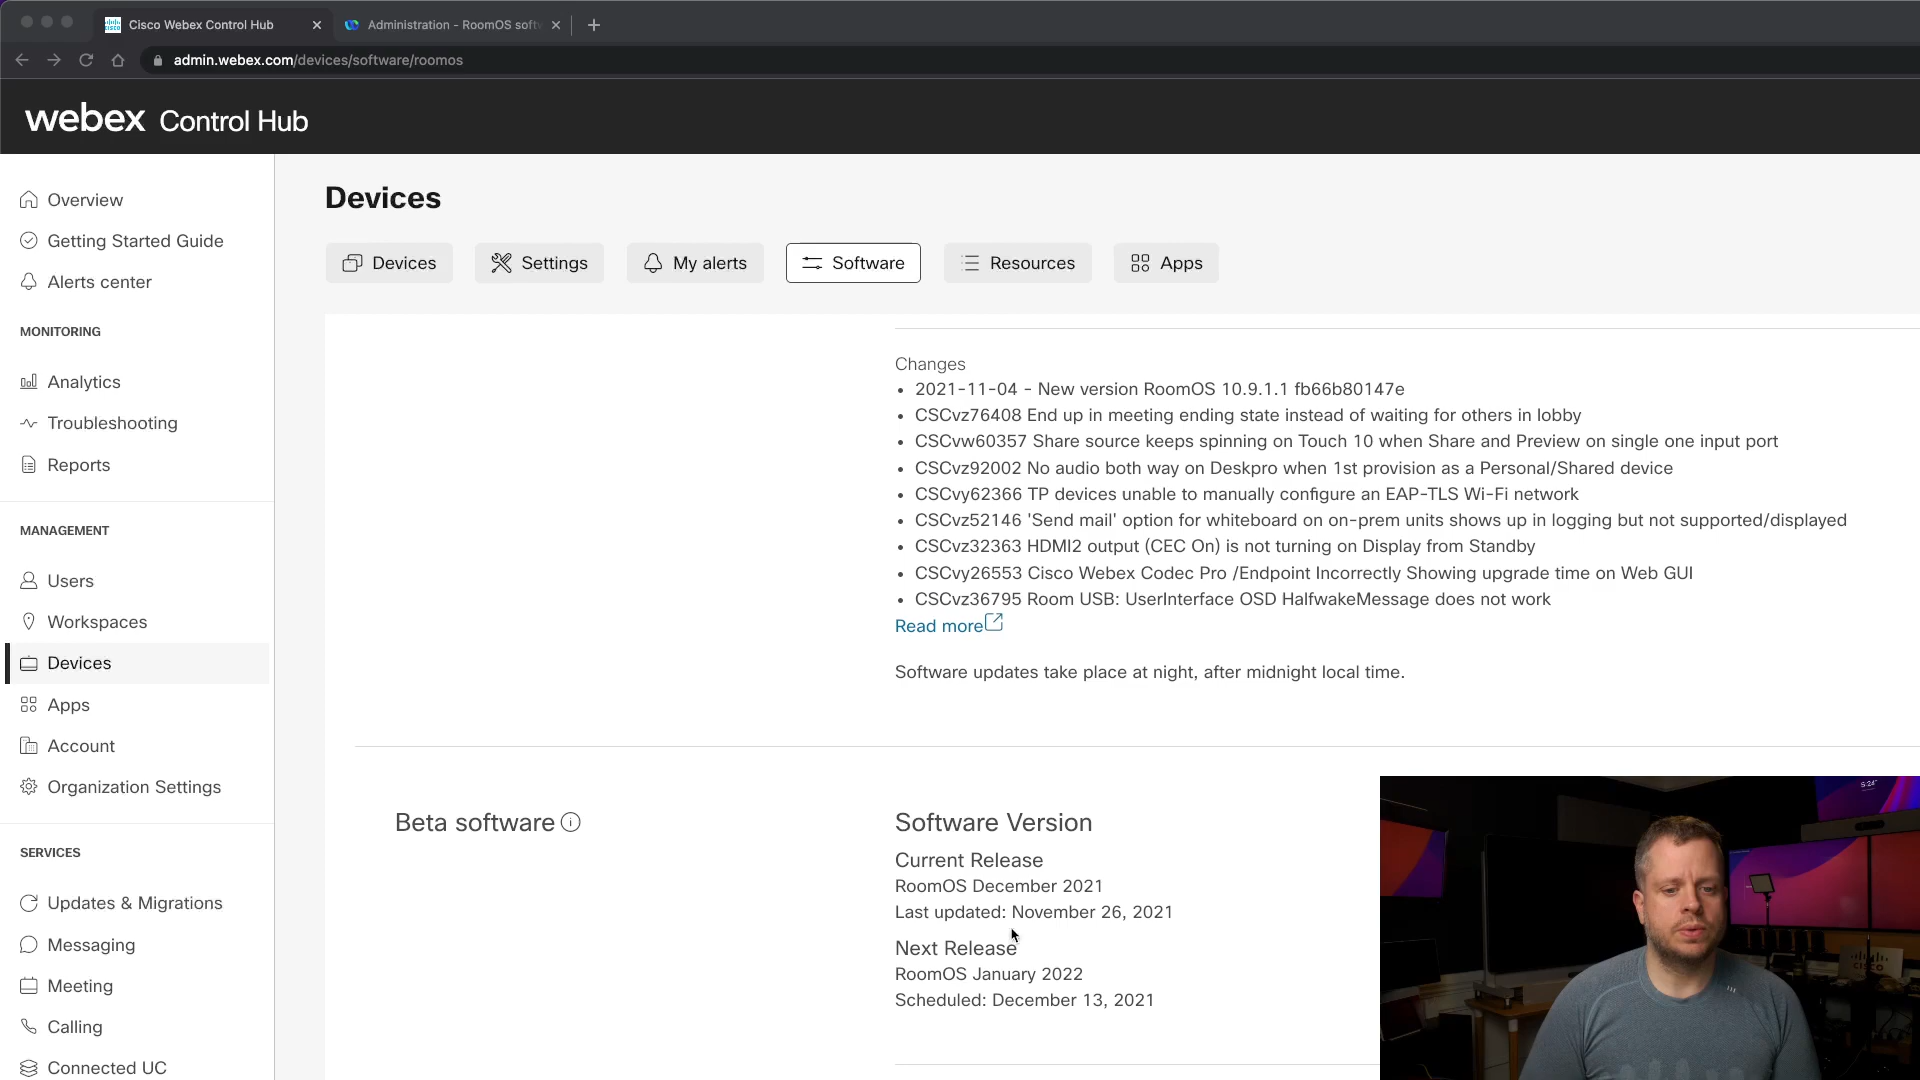 Cisco Webex Control Hub
Administration - RoomOS soft
admin.webex.com/devices/software/roomos
webex Control Hub
Overview
Getting Started Guide
Alerts center
MONITORING
Analytics
Troubleshooting
Reports
MANAGEMENT
Users
Workspaces
Devices
Apps
Account
Organization Settings
SERVICES
Updates & Migrations
Messaging
Meeting
Calling
Connected UC
Devices
Devices
Settings
My alerts
Software
Resources
Apps
Changes
• 2021-11-04 - New version RoomOS 10.9.1.1 fb66b80147e
• CSCvz76408 End up in meeting ending state instead of waiting for others in lobby
• CSCvw60357 Share source keeps spinning on Touch 10 when Share and Preview on single one input port
• CSCvz92002 No audio both way on Deskpro when 1st provision as a Personal/Shared device
• CSCvy62366 TP devices unable to manually configure an EAP-TLS Wi-Fi network
• CSCvz52146 'Send mail' option for whiteboard on on-prem units shows up in logging but not supported/displayed
• CSCvz32363 HDMI2 output (CEC On) is not turning on Display from Standby
• CSCvy26553 Cisco Webex Codec Pro /Endpoint Incorrectly Showing upgrade time on Web GUI
• CSCvz36795 Room USB: UserInterface OSD HalfwakeMessage does not work
Read more
Software updates take place at night, after midnight local time.
Beta software
Software Version
Current Release
RoomOS December 2021
Last updated: November 26, 2021
Next Release
RoomOS January 2022
Scheduled: December 13, 2021
CISCO